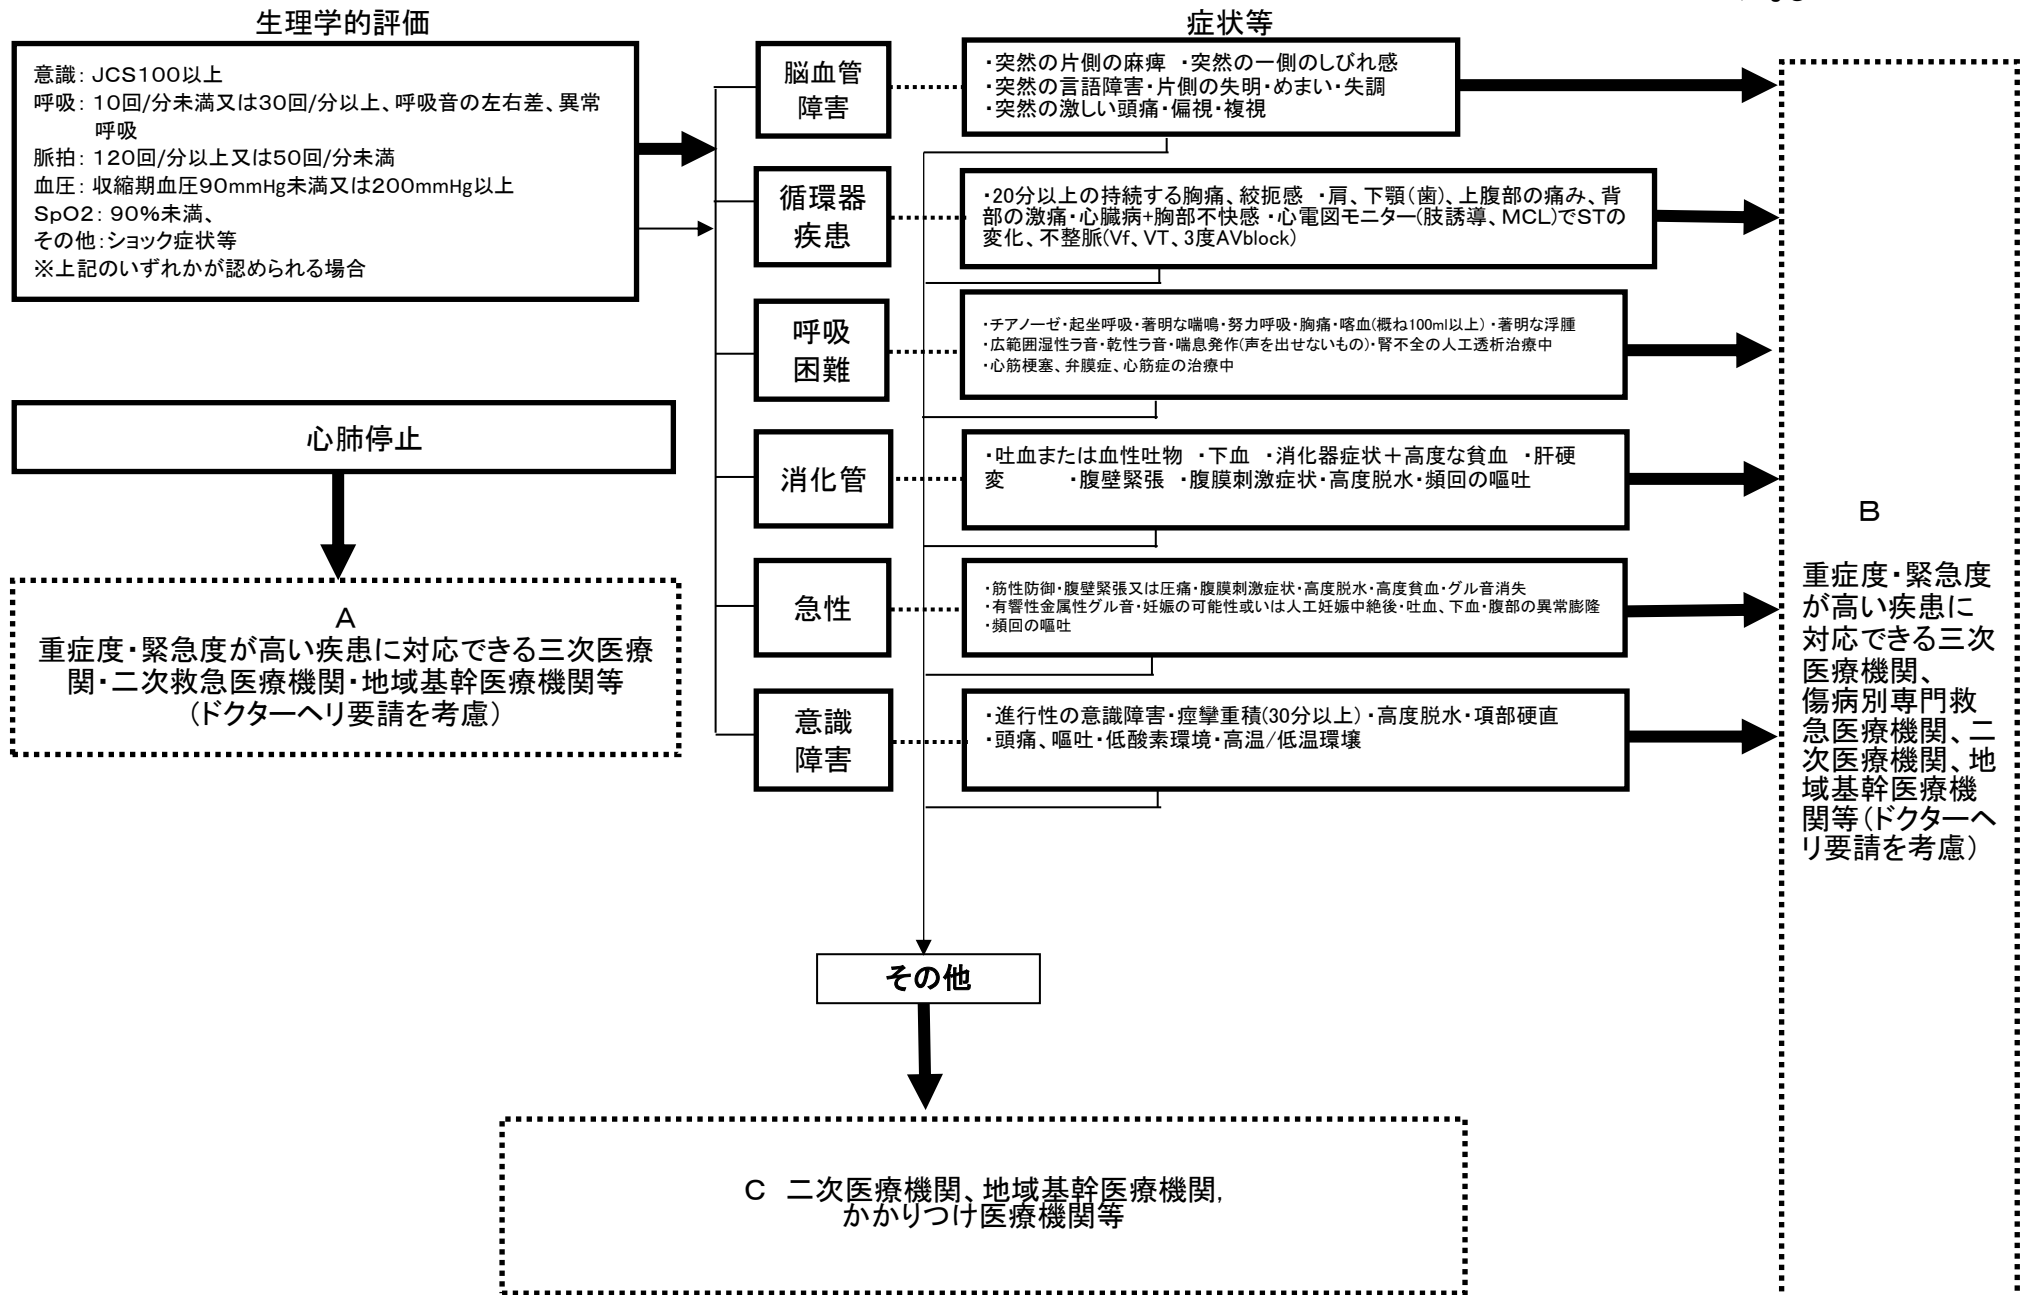 生理学的評価
意識： JCS100以上
呼吸： 10回/分未満又は30回/分以上、呼吸音の左右差、異常
呼吸
脈拍： 120回/分以上又は50回/分未満
血圧： 収縮期血圧90mmHg未満又は200mmHg以上
SpO2： 90%未満、
その他：ショック症状等
※上記のいずれかが認められる場合
心肺停止
A
重症度・緊急度が高い疾患に対応できる三次医療
関・二次救急医療機関・地域基幹医療機関等
（ドクターヘリ要請を考慮）
症状等
脳血管
障害
・突然の片側の麻痺 ・突然の一側のしびれ感
・突然の言語障害・片側の失明・めまい・失調
・突然の激しい頭痛・偏視・複視
循環器
疾患
・20分以上の持続する胸痛、絞扼感 ・肩、下顎（歯）、上腹部の痛み、背
部の激痛・心臓病+胸部不快感 ・心電図モニター(肢誘導、MCL)でSTの
変化、不整脈(Vf、VT、3度AVblock)
呼吸
困難
・チアノーゼ・起坐呼吸・著明な喘鳴・努力呼吸・胸痛・喀血(概ね100ml以上) ・著明な浮腫
・広範囲湿性ラ音・乾性ラ音・喘息発作(声を出せないもの)・腎不全の人工透析治療中
・心筋梗塞、弁膜症、心筋症の治療中
消化管
・吐血または血性吐物 ・下血 ・消化器症状＋高度な貧血 ・肝硬
変 ・腹壁緊張 ・腹膜刺激症状・高度脱水・頻回の嘔吐
急性
・筋性防御・腹壁緊張又は圧痛・腹膜刺激症状・高度脱水・高度貧血・グル音消失
・有響性金属性グル音・妊娠の可能性或いは人工妊娠中絶後・吐血、下血・腹部の異常膨隆
・頻回の嘔吐
意識
障害
・進行性の意識障害・痙攣重積(30分以上)・高度脱水・項部硬直
・頭痛、嘔吐・低酸素環境・高温/低温環壌
B
重症度・緊急度
が高い疾患に
対応できる三次
医療機関、
傷病別専門救
急医療機関、二
次医療機関、地
域基幹医療機
関等（ドクターヘ
リ要請を考慮）
その他
C 二次医療機関、地域基幹医療機関,
かかりつけ医療機関等